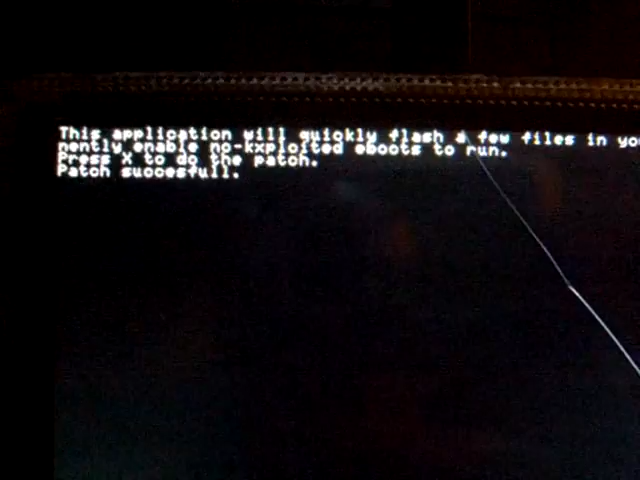 This application will quickly flash a few files in yo
nently enable no-kxploited eboots to run.
Press X to do the patch.
Patch succesfull.